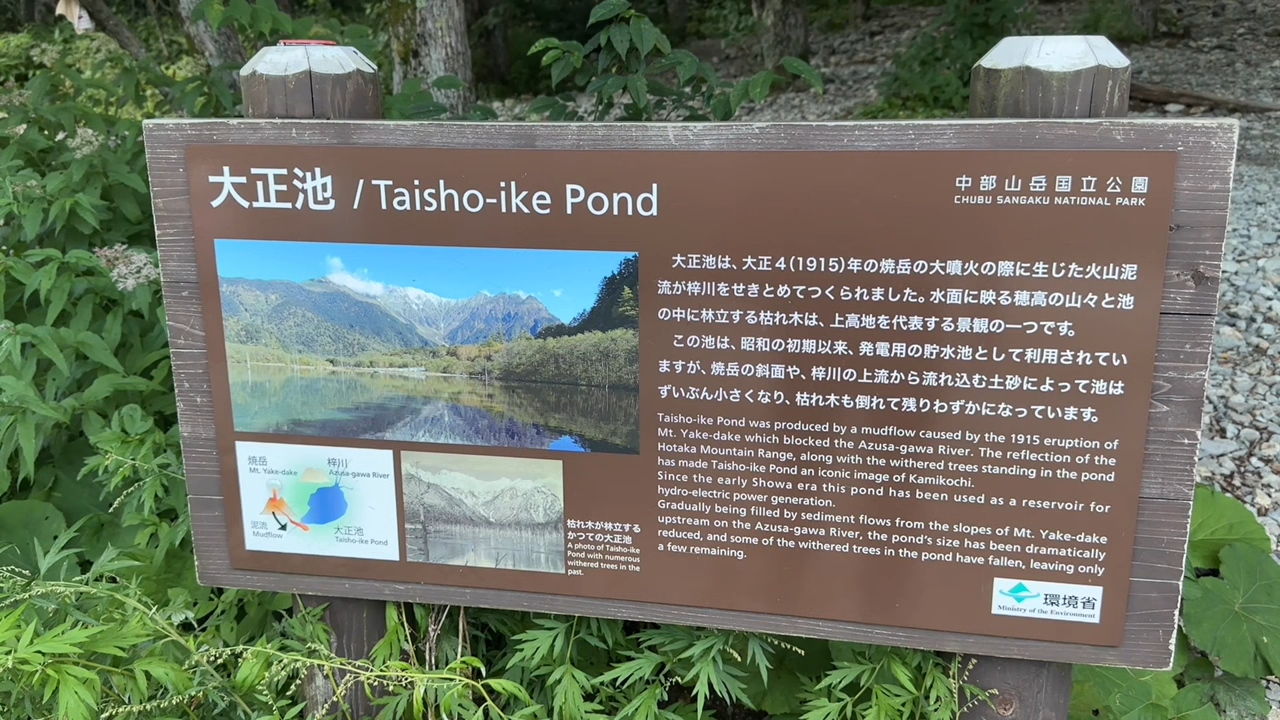 大正池 / Taisho-ike Pond
中部山岳国立公園
CHUBU SANGAKU NATIONAL PARK
大正池は、大正4(1915)年の焼岳の大噴火の際に生じた火山泥
流が梓川をせきとめてつくられました。水面に映る穂高の山々と池
の中に林立する枯れ木は、上高地を代表する景観の一つです。
この池は、昭和の初期以来、発電用の貯水池として利用されてい
ますが、焼岳の斜面や、梓川の上流から流れ込む土砂によって池は
ずいぶん小さくなり、枯れ木も倒れて残りわずかになっています。
Taisho-ike Pond was produced by a mudflow caused by the 1915 eruption of
Mt. Yake-dake which blocked the Azusa-gawa River. The reflection of the
Hotaka Mountain Range, along with the withered trees standing in the pond
has made Taisho-ike Pond an iconic image of Kamikochi.
Since the early Showa era this pond has been used as a reservoir for
hydro-electric power generation.
Gradually being filled by sediment flows from the slopes of Mt. Yake-dake
upstream on the Azusa-gawa River, the pond's size has been dramatically
reduced, and some of the withered trees in the pond have fallen, leaving only
a few remaining.
焼岳
Mt. Yake-dake
梓川
Azusa-gawa River
泥流
Mudflow
大正池
Taisho-ike Pond
枯れ木が林立する
かつての大正池
A photo of Taisho-ike
Pond with numerous
withered trees in the
past.
環境省
Ministry of the Environment